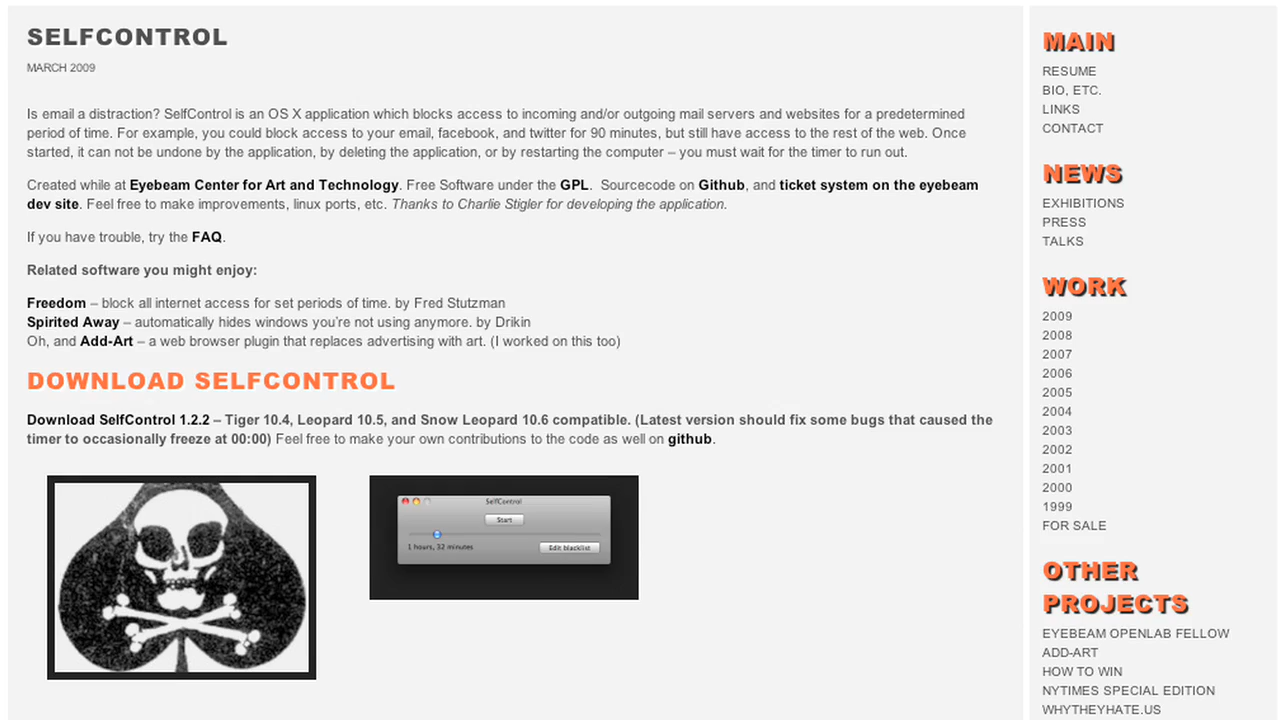 SELFCONTROL
MARCH 2009
Is email a distraction? SelfControl is an OS X application which blocks access to incoming and/or outgoing mail servers and websites for a predetermined
period of time. For example, you could block access to your email, facebook, and twitter for 90 minutes, but still have access to the rest of the web. Once
started, it can not be undone by the application, by deleting the application, or by restarting the computer – you must wait for the timer to run out.
Created while at Eyebeam Center for Art and Technology. Free Software under the GPL.  Sourcecode on Github, and ticket system on the eyebeam
dev site. Feel free to make improvements, linux ports, etc. Thanks to Charlie Stigler for developing the application.
If you have trouble, try the FAQ.
Related software you might enjoy:
Freedom – block all internet access for set periods of time. by Fred Stutzman
Spirited Away – automatically hides windows you're not using anymore. by Drikin
Oh, and Add-Art – a web browser plugin that replaces advertising with art. (I worked on this too)
DOWNLOAD SELFCONTROL
Download SelfControl 1.2.2 – Tiger 10.4, Leopard 10.5, and Snow Leopard 10.6 compatible. (Latest version should fix some bugs that caused the
timer to occasionally freeze at 00:00) Feel free to make your own contributions to the code as well on github.
SelfControl
Start
1 hours, 32 minutes
Edit blacklist
MAIN
RESUME
BIO, ETC.
LINKS
CONTACT
NEWS
EXHIBITIONS
PRESS
TALKS
WORK
2009
2008
2007
2006
2005
2004
2003
2002
2001
2000
1999
FOR SALE
OTHER
PROJECTS
EYEBEAM OPENLAB FELLOW
ADD-ART
HOW TO WIN
NYTIMES SPECIAL EDITION
WHYTHEYHATE.US